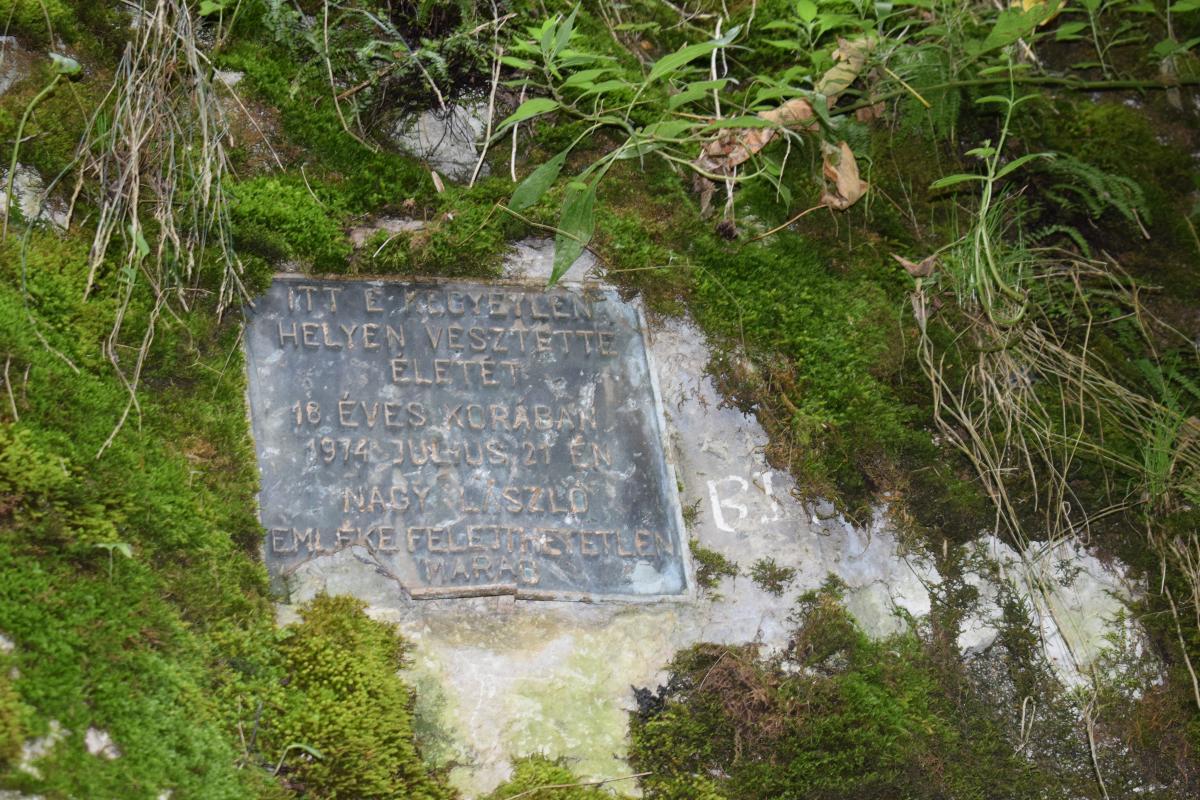 ITT E KEGYETLEN
HELYEN VESZTETTE
ÉLETÉT
18 ÉVES KORÁBAN
1974 JULIUS 21 ÉN
NAGY LÁSZLÓ
EMLÉKE FELEJTHETETLEN
MARAD